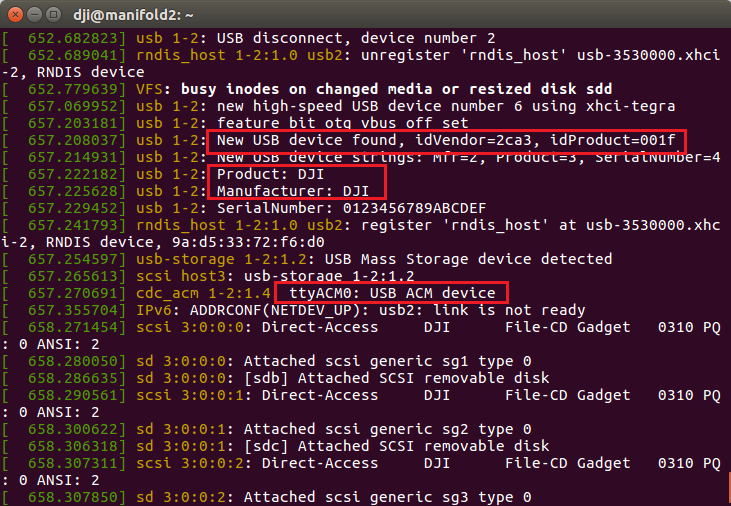 dji@manifold2: ~
[  652.682823] usb 1-2: USB disconnect, device number 2
[  652.689041] rndis_host 1-2:1.0 usb2: unregister 'rndis_host' usb-3530000.xhci
-2, RNDIS device
[  652.779639] VFS: busy inodes on changed media or resized disk sdd
[  657.069952] usb 1-2: new high-speed USB device number 6 using xhci-tegra
[  657.203181] usb 1-2: feature bit otg vbus_off set
[  657.208037] usb 1-2: New USB device found, idVendor=2ca3, idProduct=001f
[  657.214931] usb 1-2: New USB device strings: Mfr=2, Product=3, SerialNumber=4
[  657.222182] usb 1-2: Product: DJI
[  657.225628] usb 1-2: Manufacturer: DJI
[  657.229452] usb 1-2: SerialNumber: 0123456789ABCDEF
[  657.241793] rndis_host 1-2:1.0 usb2: register 'rndis_host' at usb-3530000.xhc
i-2, RNDIS device, 9a:d5:33:72:f6:d0
[  657.254597] usb-storage 1-2:1.2: USB Mass Storage device detected
[  657.265613] scsi host3: usb-storage 1-2:1.2
[  657.270691] cdc_acm 1-2:1.4: ttyACM0: USB ACM device
[  657.355704] IPv6: ADDRCONF(NETDEV_UP): usb2: link is not ready
[  658.271454] scsi 3:0:0:0: Direct-Access     DJI      File-CD Gadget   0310 PQ
: 0 ANSI: 2
[  658.280050] sd 3:0:0:0: Attached scsi generic sg1 type 0
[  658.286635] sd 3:0:0:0: [sdb] Attached SCSI removable disk
[  658.290561] scsi 3:0:0:1: Direct-Access     DJI      File-CD Gadget   0310 PQ
: 0 ANSI: 2
[  658.300622] sd 3:0:0:1: Attached scsi generic sg2 type 0
[  658.306318] sd 3:0:0:1: [sdc] Attached SCSI removable disk
[  658.307311] scsi 3:0:0:2: Direct-Access     DJI      File-CD Gadget   0310 PQ
: 0 ANSI: 2
[  658.307850] sd 3:0:0:2: Attached scsi generic sg3 type 0